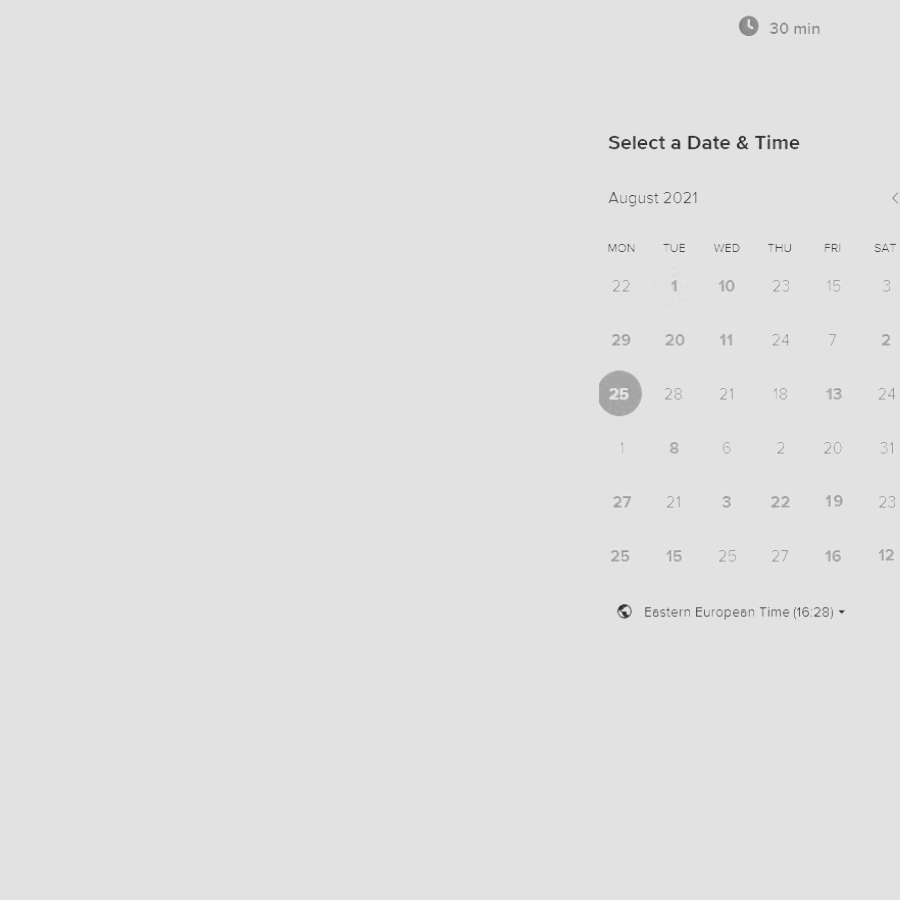 30 min
Select a Date & Time
August 2021
MON TUE WED THU FRI SAT
22 1 10 23 15 3
29 20 11 24 7 2
25 28 21 18 13 24
1 8 6 2 20 31
27 21 3 22 19 23
25 15 25 27 16 12
Eastern European Time (16:28)